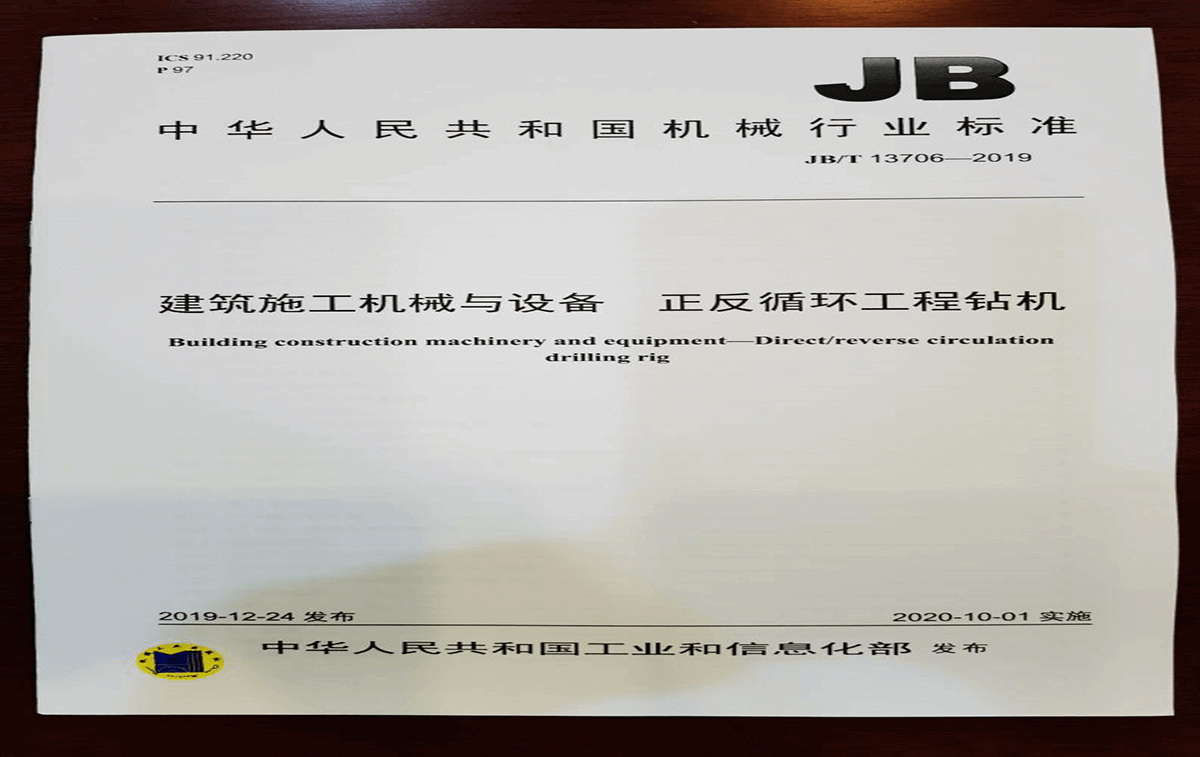 ICS 91.220
P 97
JB
中华人民共和国机械行业标准
JB/T 13706—2019
建筑施工机械与设备 正反循环工程钻机
Building construction machinery and equipment—Direct/reverse circulation
drilling rig
2019-12-24 发布
2020-10-01 实施
中华人民共和国工业和信息化部 发布